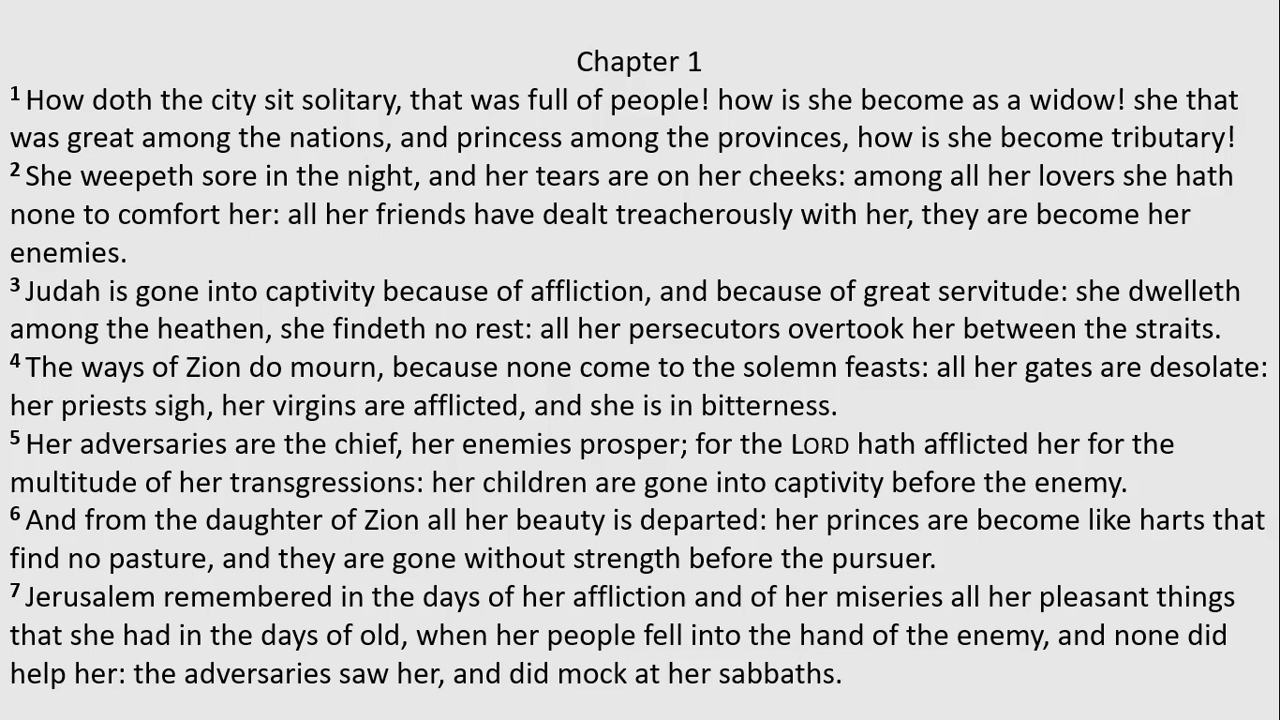 Chapter 1
1 How doth the city sit solitary, that was full of people! how is she become as a widow! she that
was great among the nations, and princess among the provinces, how is she become tributary!
2 She weepeth sore in the night, and her tears are on her cheeks: among all her lovers she hath
none to comfort her: all her friends have dealt treacherously with her, they are become her
enemies.
3 Judah is gone into captivity because of affliction, and because of great servitude: she dwelleth
among the heathen, she findeth no rest: all her persecutors overtook her between the straits.
4 The ways of Zion do mourn, because none come to the solemn feasts: all her gates are desolate:
her priests sigh, her virgins are afflicted, and she is in bitterness.
5 Her adversaries are the chief, her enemies prosper; for the LORD hath afflicted her for the
multitude of her transgressions: her children are gone into captivity before the enemy.
6 And from the daughter of Zion all her beauty is departed: her princes are become like harts that
find no pasture, and they are gone without strength before the pursuer.
7 Jerusalem remembered in the days of her affliction and of her miseries all her pleasant things
that she had in the days of old, when her people fell into the hand of the enemy, and none did
help her: the adversaries saw her, and did mock at her sabbaths.